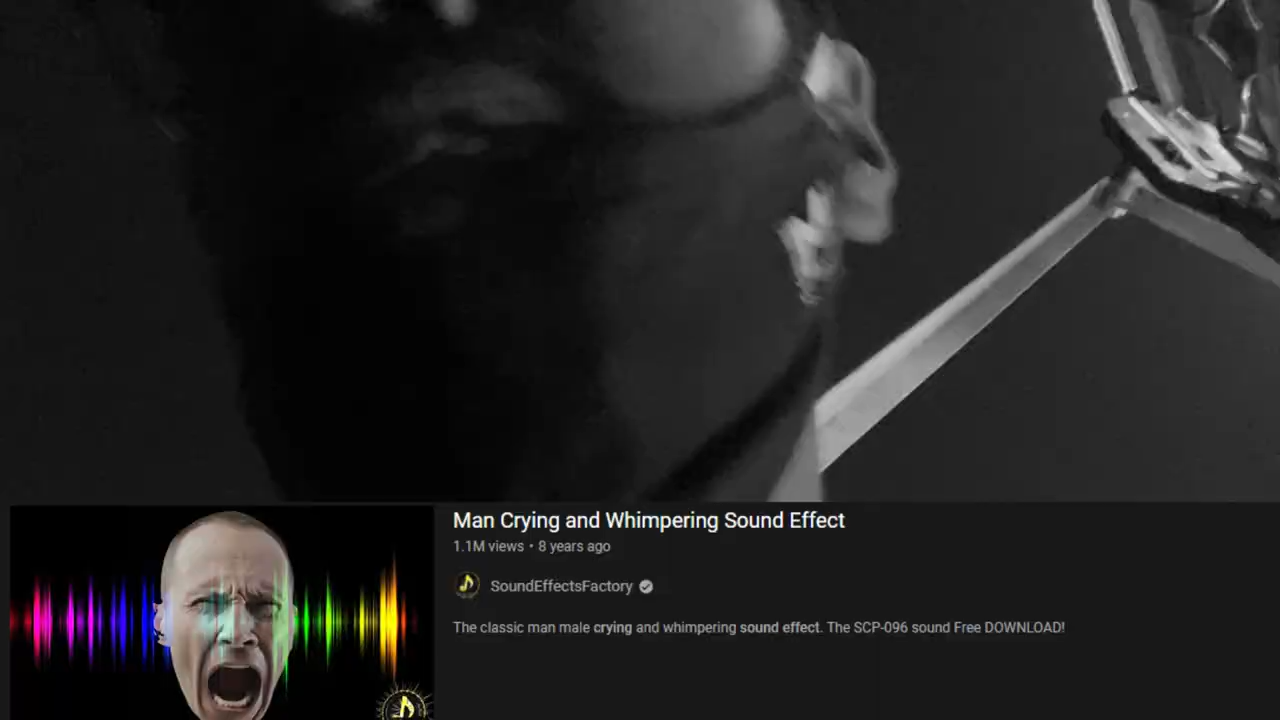 Man Crying and Whimpering Sound Effect
1.1M views • 8 years ago
SoundEffectsFactory
The classic man male crying and whimpering sound effect. The SCP-096 sound Free DOWNLOAD!